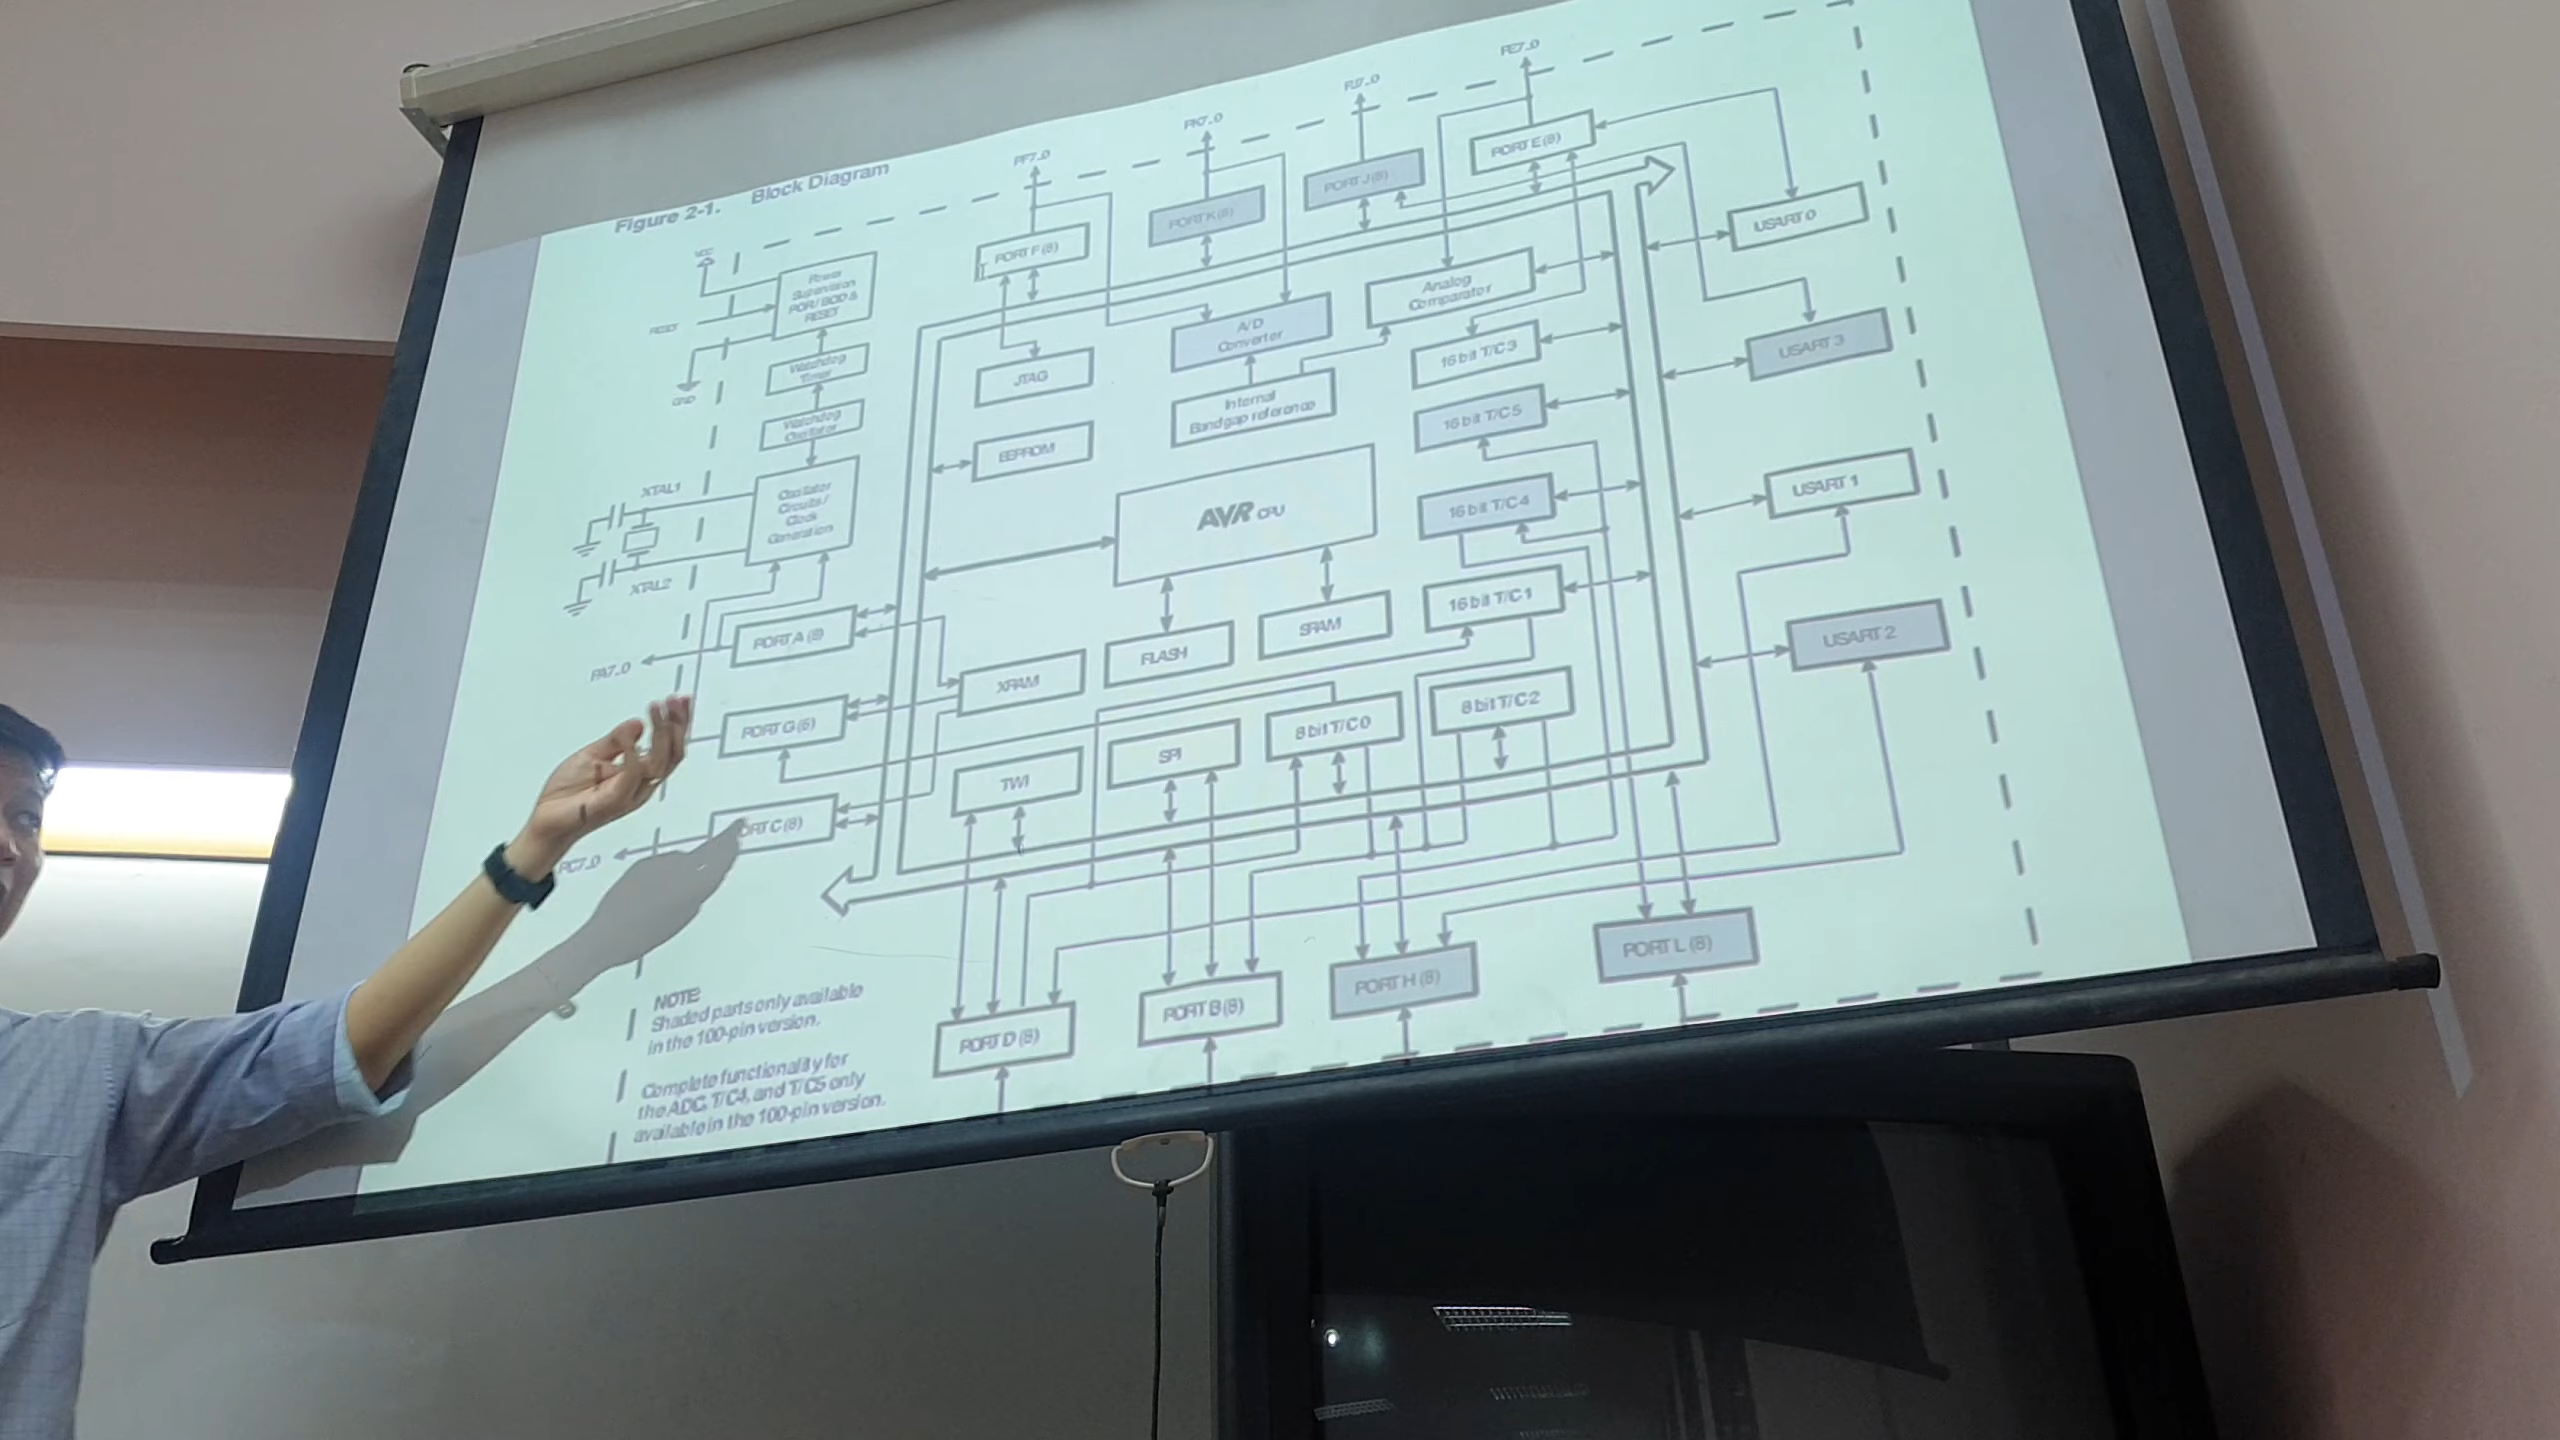 Figure 2-1. Block Diagram
PF7..0
PK7..0
PJ7..0
PE7..0
VCC
RESET
GND
Power
Supervision
POR/ BOD &
RESET
Watchdog
Timer
Watchdog
Oscillator
XTAL1
XTAL2
Oscillator
Circuits /
Clock
Generation
PORT F (8)
PORT K (8)
PORT J (8)
PORT E (8)
JTAG
EEPROM
A/D
Converter
Internal
Bandgap reference
Analog
Comparator
16 bit T/C3
16 bit T/C5
16 bit T/C4
16 bit T/C1
USART 0
USART 3
USART 1
USART 2
AVR CPU
FLASH
SRAM
XRAM
PA7..0
PORT A (8)
PORT G (6)
PC7..0
ORT C (8)
TWI
SPI
8 bit T/C0
8 bit T/C2
PORT D (8)
PORT B (8)
PORT H (8)
PORT L (8)
NOTE:
Shaded parts only available
in the 100-pin version.
Complete functionality for
the ADC, T/C4, and T/C5 only
available in the 100-pin version.